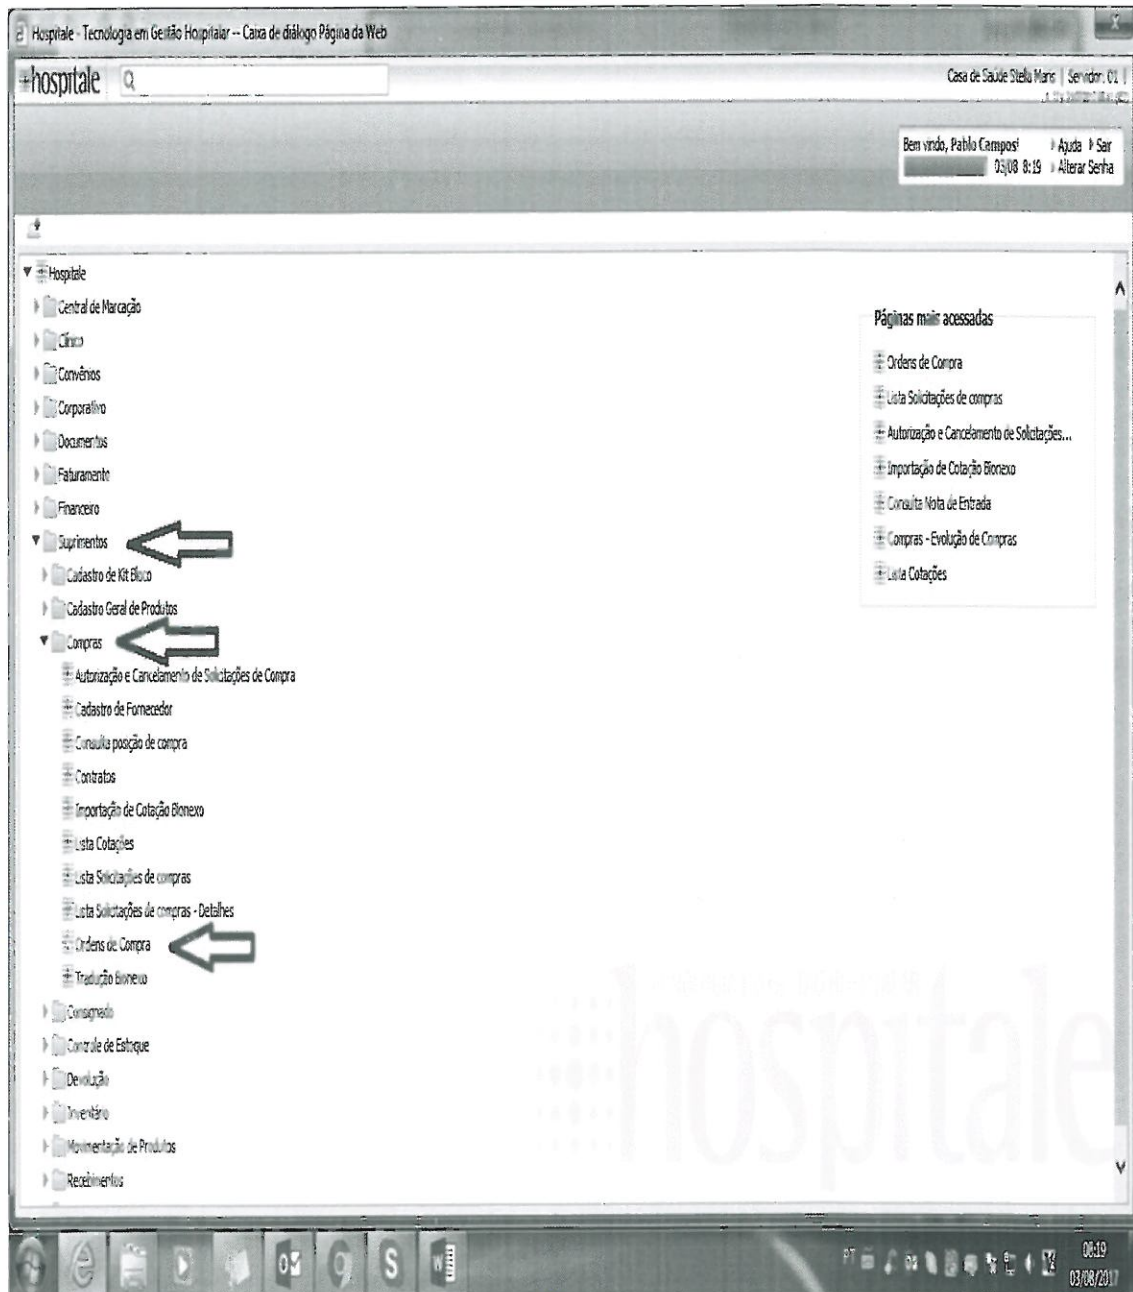 Hospitale - Tecnologia em Gestão Hospitalar -- Caixa de diálogo Página da Web
hospitale
Casa de Saúde Stella Maris | Servidor: 01 |
Bem vindo, Pablo Campos! Ajuda Sair
03/08 8:19 Alterar Senha
Hospitale
Central de Marcação
Clínico
Convênios
Corporativo
Documentos
Faturamento
Financeiro
Suprimentos
Cadastro de Kit Bloco
Cadastro Geral de Produtos
Compras
Autorização e Cancelamento de Solicitações de Compra
Cadastro de Fornecedor
Consulta posição de compra
Contratos
Importação de Cotação Bionexo
Lista Cotações
Lista Solicitações de compras
Lista Solicitações de compras - Detalhes
Ordens de Compra
Tradução Bionexo
Consignado
Controle de Estoque
Devolução
Inventário
Movimentação de Produtos
Recebimentos
Páginas mais acessadas
Ordens de Compra
Lista Solicitações de compras
Autorização e Cancelamento de Solicitações...
Importação de Cotação Bionexo
Consulta Nota de Entrada
Compras - Evolução de Compras
Lista Cotações
hospitale
PT
08:19
03/08/2017